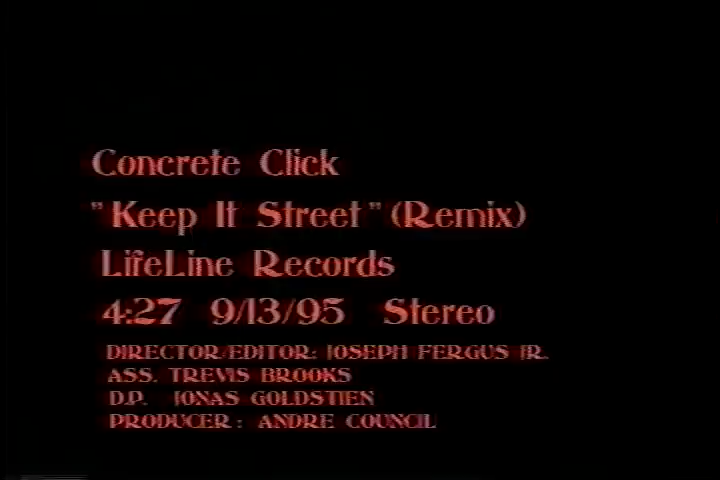 Concrete Click
"Keep It Street" (Remix)
LifeLine Records
4:27 9/13/95 Stereo
DIRECTOR/EDITOR: JOSEPH FERGUS JR.
ASS. TREVIS BROOKS
D.P. JONAS GOLDSTIEN
PRODUCER: ANDRE COUNCIL